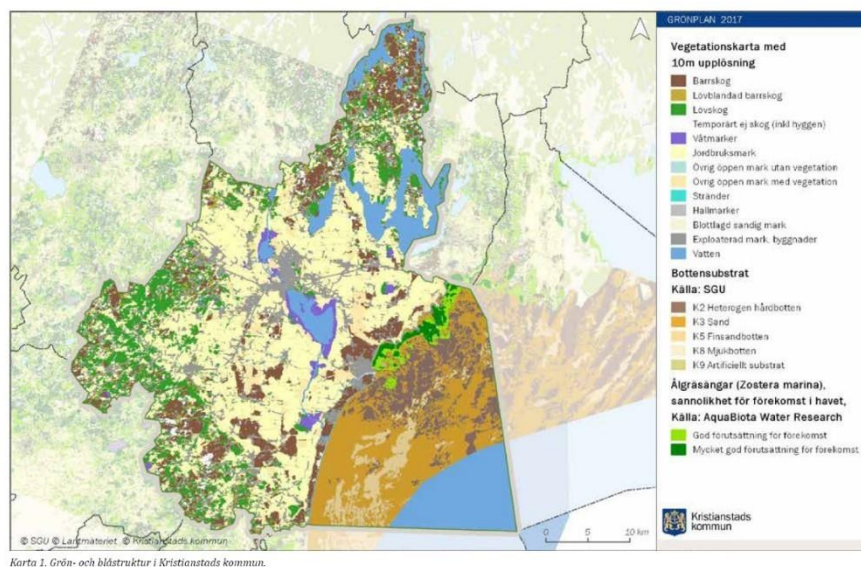 GRÖNPLAN 2017
Vegetationskarta med
10m upplösning
Barrskog
Lövblandad barrskog
Lövskog
Temporärt ej skog (inkl hyggen)
Våtmarker
Jordbruksmark
Övrig öppen mark utan vegetation
Övrig öppen mark med vegetation
Stränder
Hällmarker
Blottlagd sandig mark
Exploaterad mark, byggnader
Vatten
Bottensubstrat
Källa: SGU
K2 Heterogen hårdbotten
K3 Sand
K5 Finsandbotten
K8 Mjukbotten
K9 Artificiellt substrat
Ålgräsängar (Zostera marina),
sannolikhet för förekomst i havet,
Källa: AquaBiota Water Research
God förutsättning för förekomst
Mycket god förutsättning för förekomst
Kristianstads
kommun
0 5 10 km
© SGU © Lantmäteriet © Kristianstads kommun
Karta 1. Grön- och blåstruktur i Kristianstads kommun.